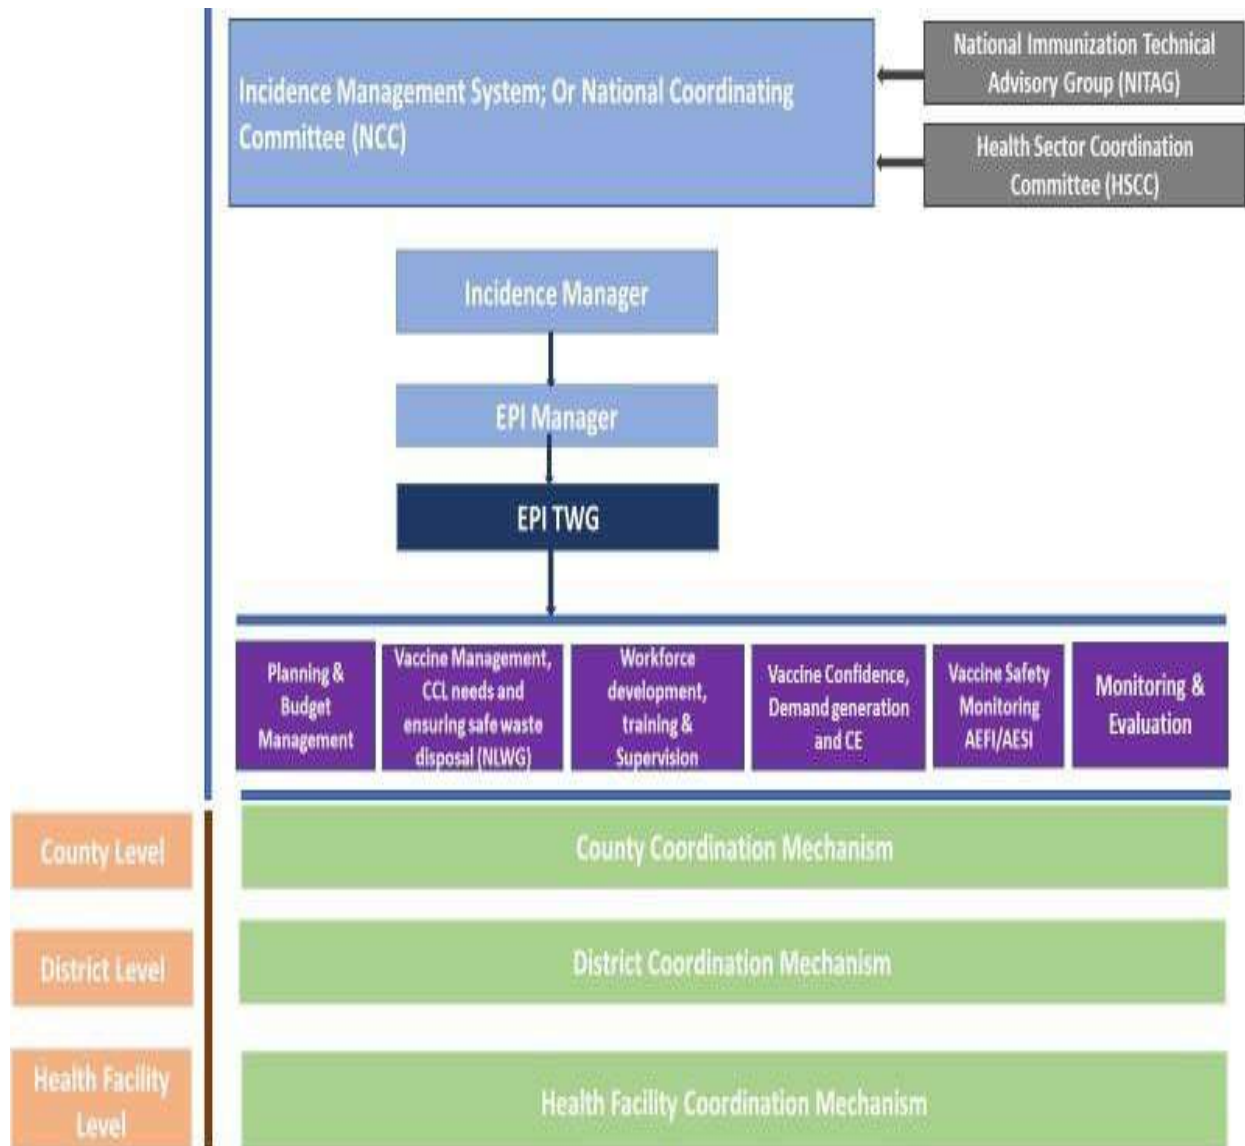 Incidence Management System; Or National Coordinating
Committee (NCC)
National Immunization Technical
Advisory Group (NITAG)
Health Sector Coordination
Committee (HSCC)
Incidence Manager
EPI Manager
EPI TWG
Planning &
Budget
Management
Vaccine Management,
CCL needs and
ensuring safe waste
disposal (NLWG)
Workforce
development,
training &
Supervision
Vaccine Confidence,
Demand generation
and CE
Vaccine Safety
Monitoring
AEFI/AESI
Monitoring &
Evaluation
County Level
County Coordination Mechanism
District Level
District Coordination Mechanism
Health Facility
Level
Health Facility Coordination Mechanism